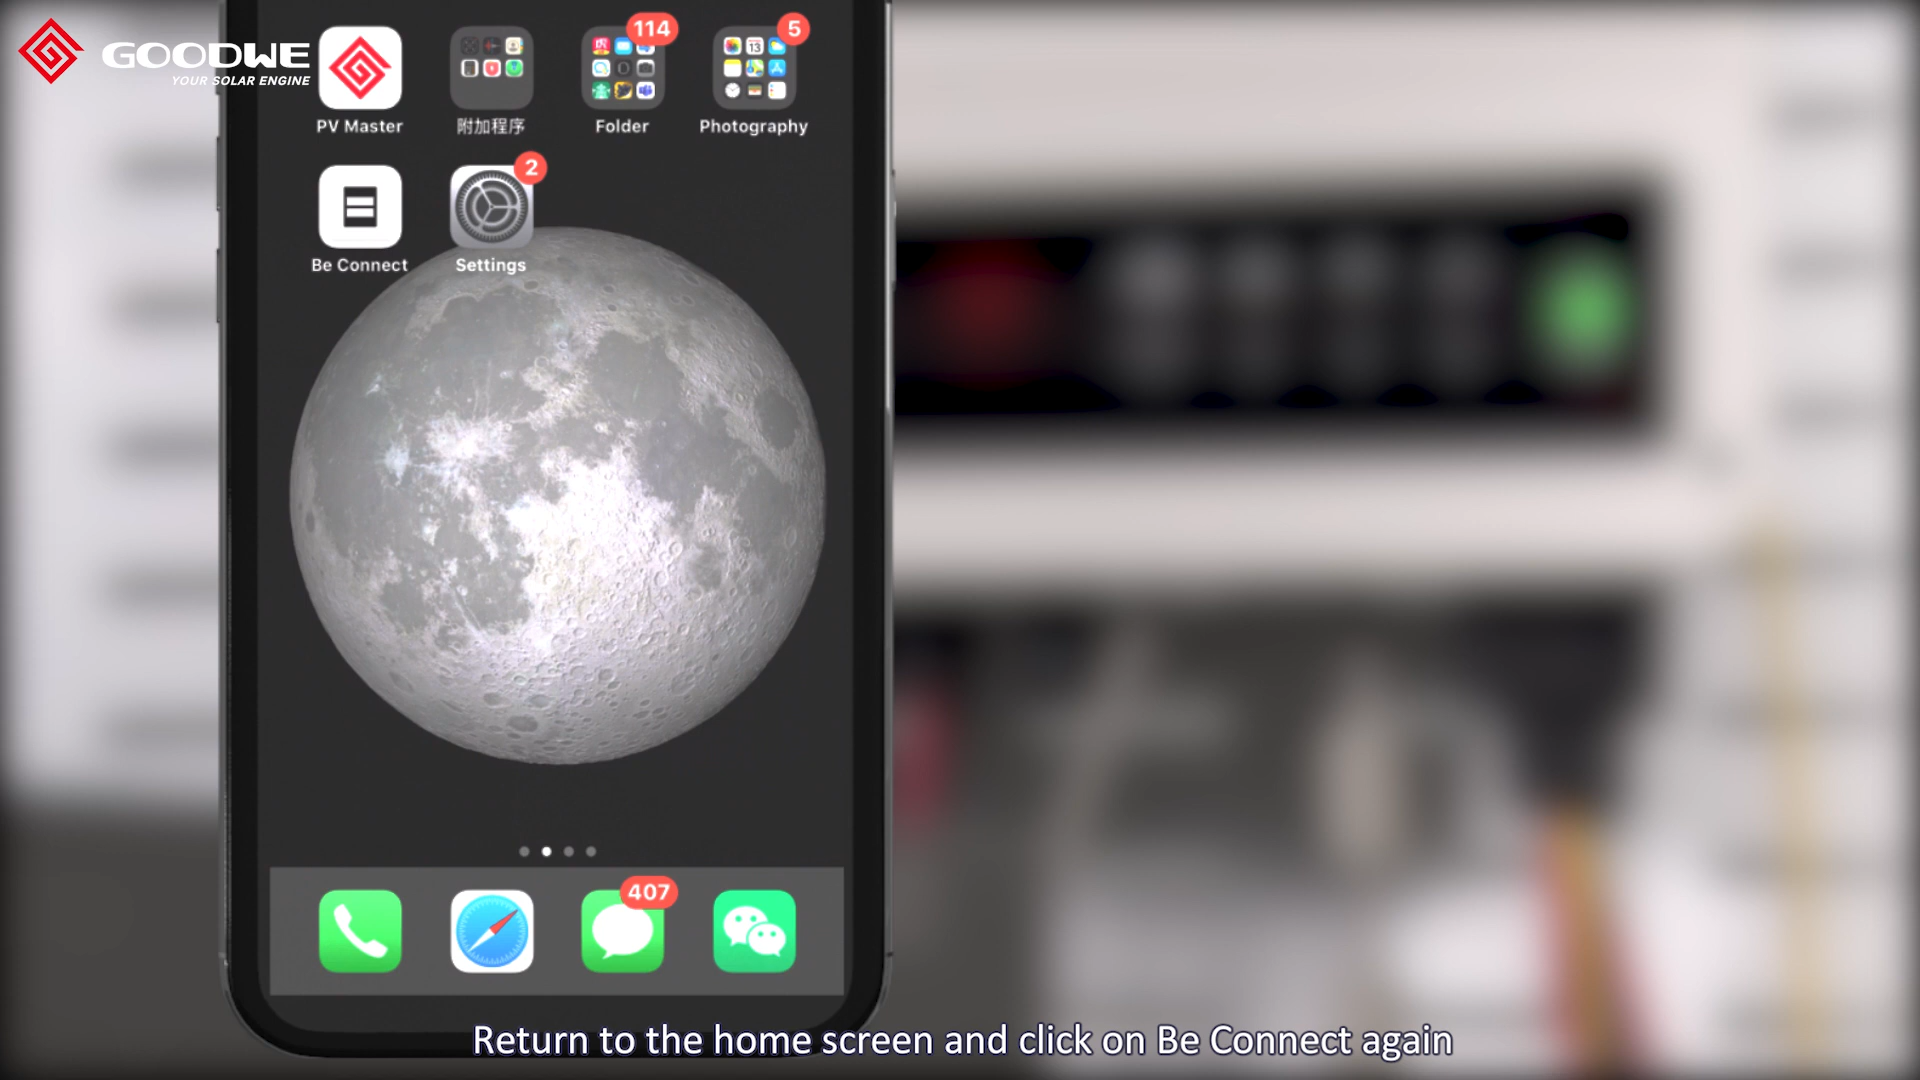 GOODWE
YOUR SOLAR ENGINE
114
5
PV Master
附加程序
Folder
Photography
2
Be Connect
Settings
407
Return to the home screen and click on Be Connect again